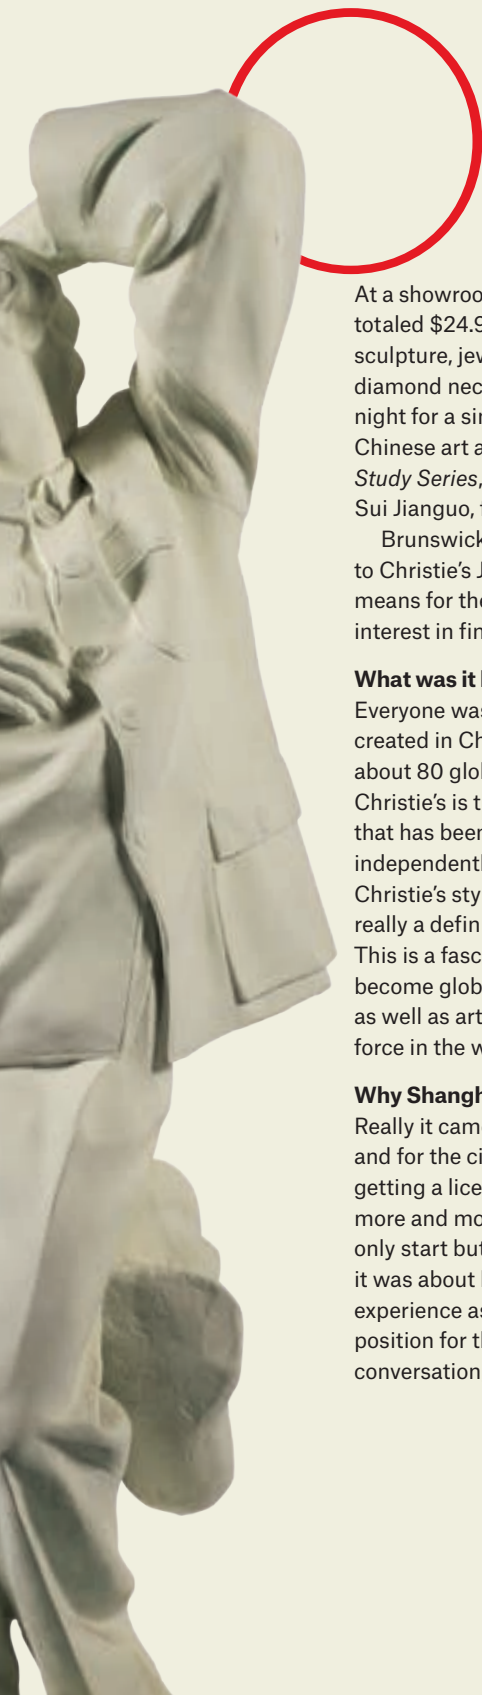 At a showroo
totaled $24.9
sculpture, jew
diamond nec
night for a sin
Chinese art a
Study Series,
Sui Jianguo,
Brunswick
to Christie's J
means for the
interest in fin
What was it
Everyone was
created in Ch
about 80 glo
Christie's is t
that has been
independentl
Christie's sty
really a defin
This is a fasc
become glob
as well as art
force in the w
Why Shangh
Really it cam
and for the ci
getting a lice
more and mo
only start but
it was about
experience as
position for th
conversation